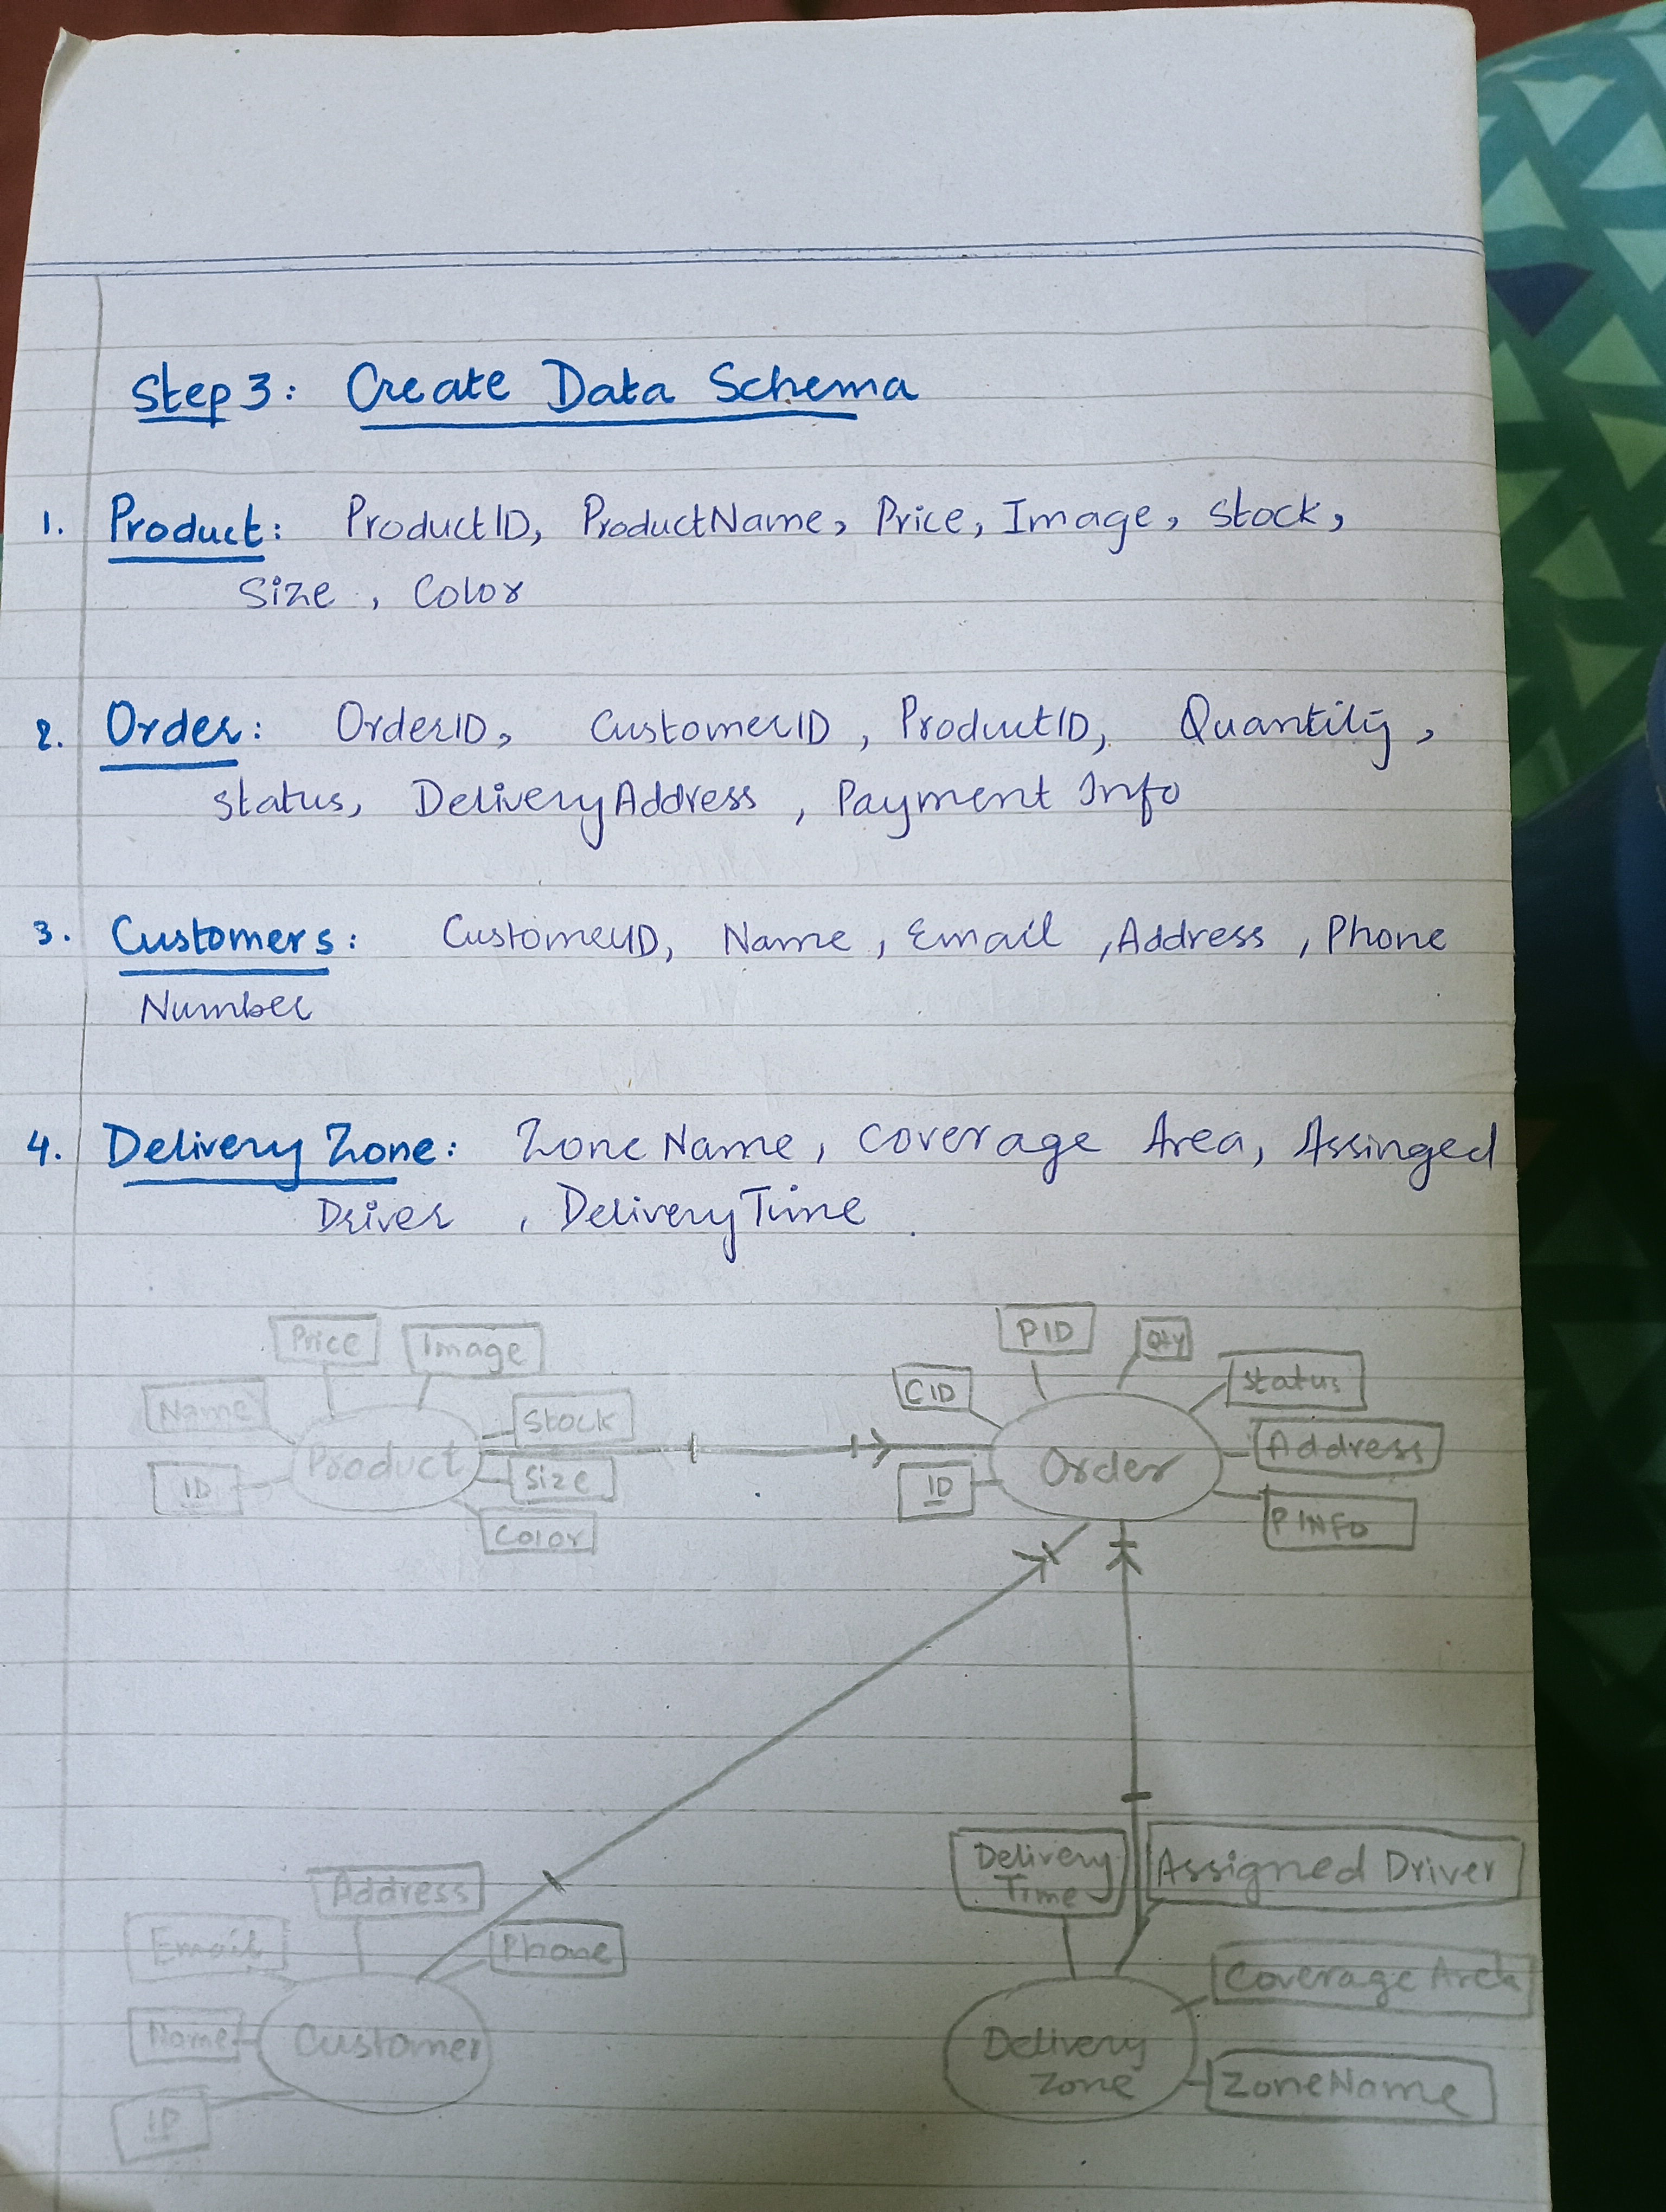 Step 3: Create Data Schema
1. Product: ProductID, ProductName, Price, Image, Stock,
Size, Color
2. Order: OrderID, CustomerID, ProductID, Quantity,
Status, DeliveryAddress, Payment Info
3. Customers: CustomerID, Name, Email, Address, Phone
Number
4. Delivery Zone: Zone Name, Coverage Area, Assinged
Driver, DeliveryTime.
Price Image
PID Qty
Name
CID
Status
Stock
Product
Order
Address
ID
Size
ID
Color
P INFO
Delivery
Time
Assigned Driver
Address
Email
Phone
Coverage Area
Name
Customer
Delivery
Zone
ZoneName
ID